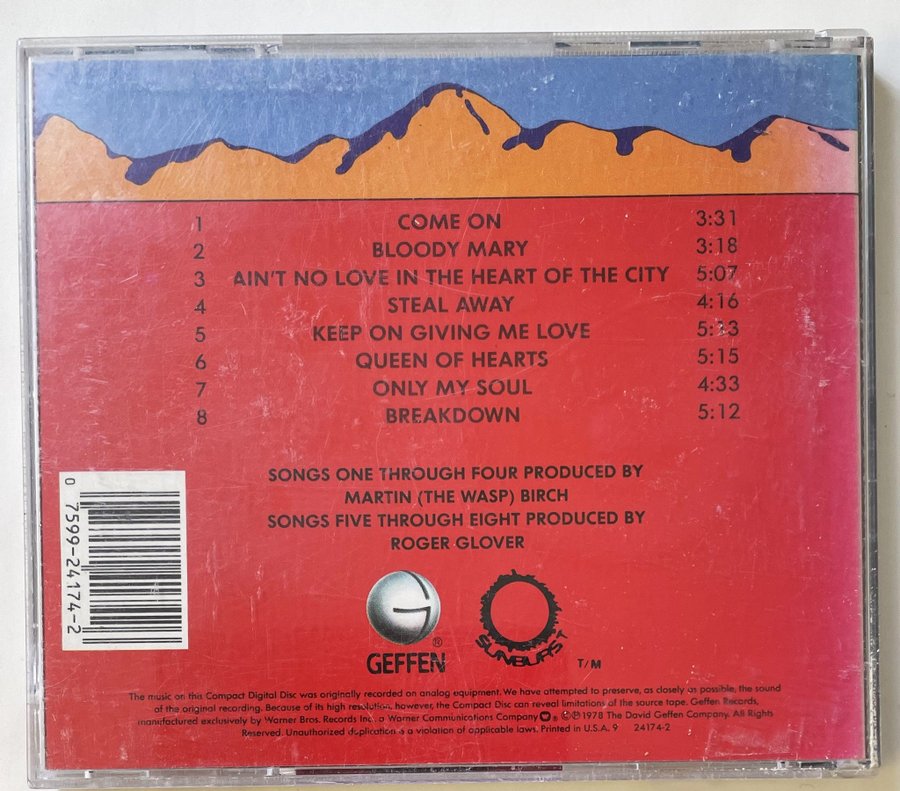 1 COME ON 3:31
2 BLOODY MARY 3:18
3 AIN'T NO LOVE IN THE HEART OF THE CITY 5:07
4 STEAL AWAY 4:16
5 KEEP ON GIVING ME LOVE 5:13
6 QUEEN OF HEARTS 5:15
7 ONLY MY SOUL 4:33
8 BREAKDOWN 5:12
SONGS ONE THROUGH FOUR PRODUCED BY
MARTIN (THE WASP) BIRCH
SONGS FIVE THROUGH EIGHT PRODUCED BY
ROGER GLOVER
0 7599-24174-2
GEFFEN ®
SUNBURST T/M
The music on this Compact Digital Disc was originally recorded on analog equipment. We have attempted to preserve, as closely as possible, the sound
of the original recording. Because of its high resolution, however, the Compact Disc can reveal limitations of the source tape. Geffen Records,
manufactured exclusively by Warner Bros. Records Inc. a Warner Communications Company ® © ℗ 1978 The David Geffen Company. All Rights
Reserved. Unauthorized duplication is a violation of applicable laws. Printed in U.S.A. 9 24174-2